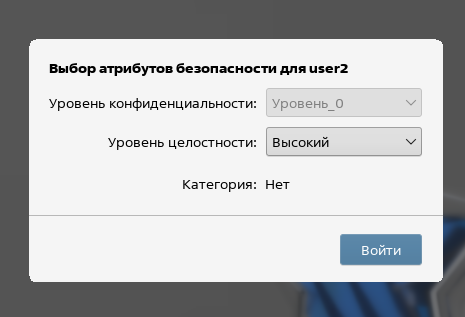 Выбор атрибутов безопасности для user2
Уровень конфиденциальности: Уровень_0
Уровень целостности: Высокий
Категория: Нет
Войти